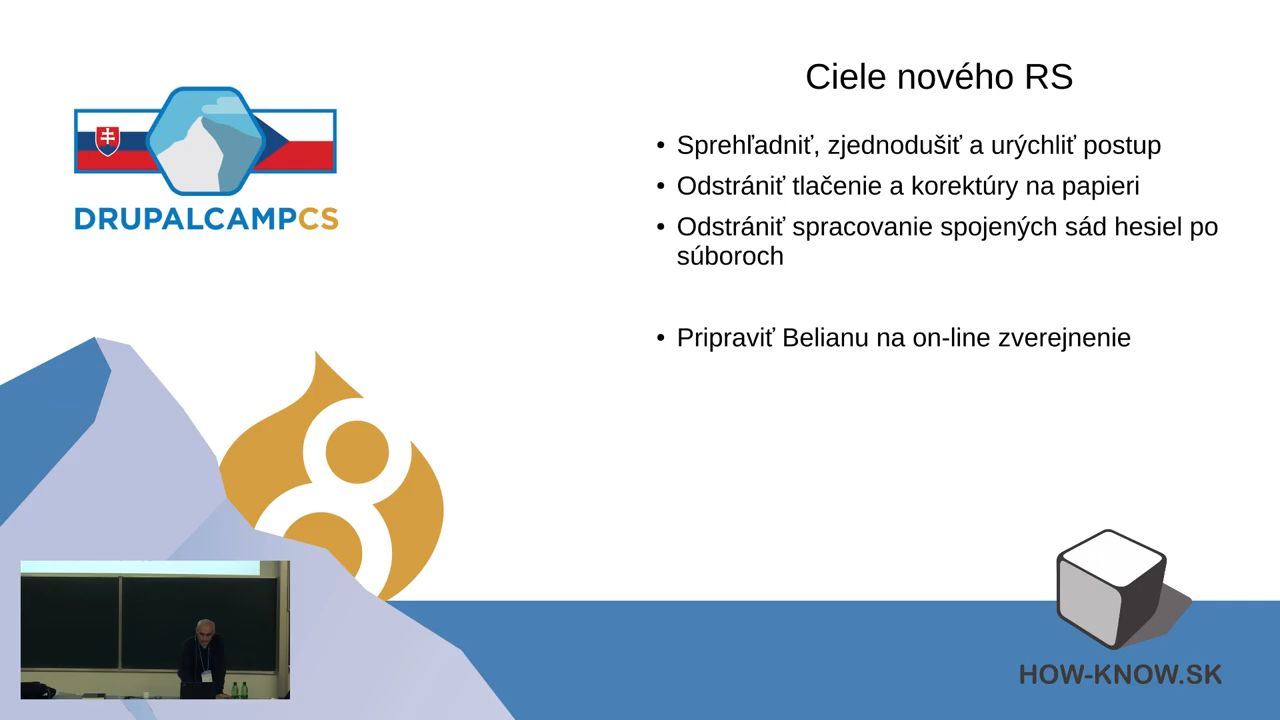 DRUPALCAMPCS
Ciele nového RS
• Sprehľadniť, zjednodušiť a urýchliť postup
• Odstrániť tlačenie a korektúry na papieri
• Odstrániť spracovanie spojených sád hesiel po
súboroch
• Pripraviť Belianu na on-line zverejnenie
HOW-KNOW.SK